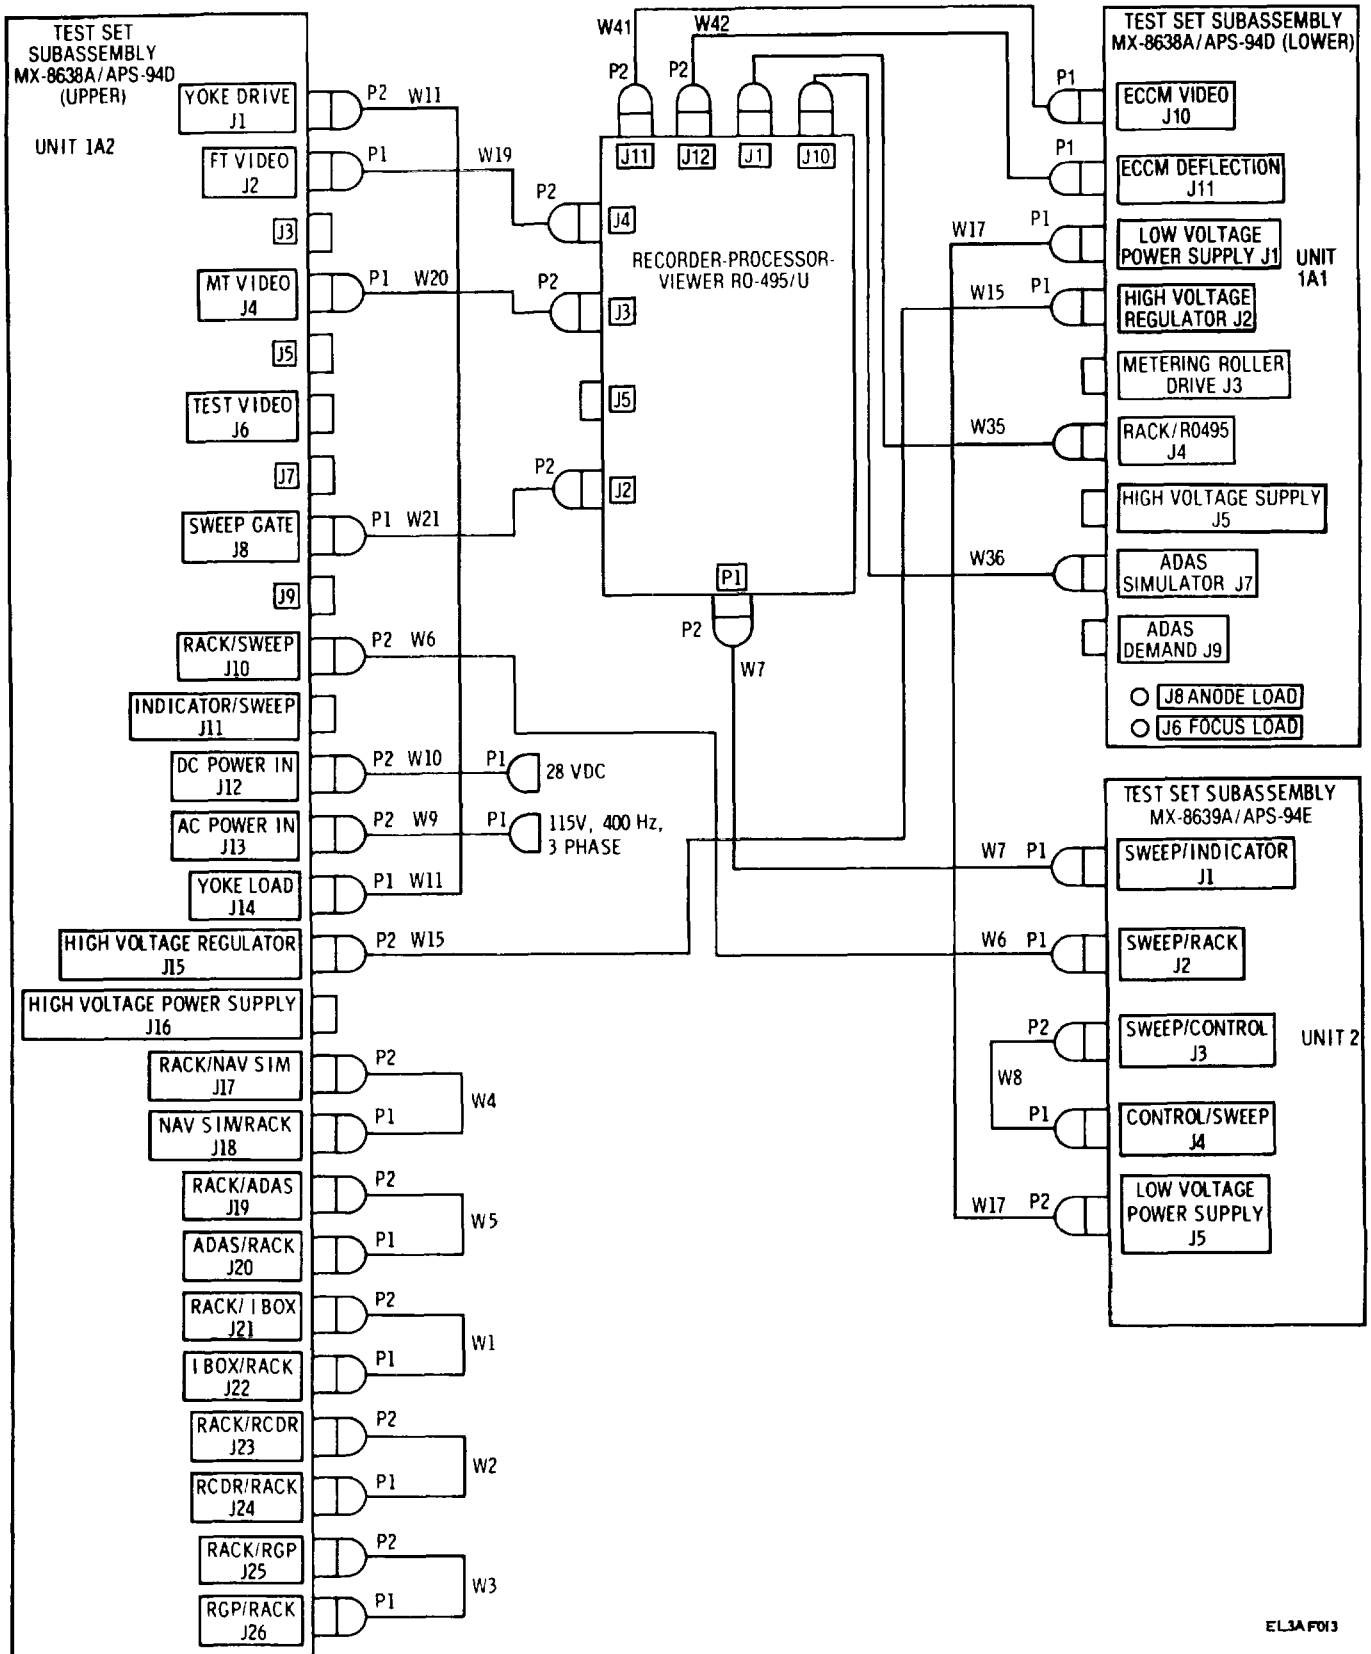 TEST SET
SUBASSEMBLY
MX-8638A/APS-94D
(UPPER)
UNIT 1A2
YOKE DRIVE
J1
P2 W11
FT VIDEO
J2
P1 W19
J3
MT VIDEO
J4
P1 W20
J5
TEST VIDEO
J6
J7
SWEEP GATE
J8
P1 W21
J9
RACK/SWEEP
J10
P2 W6
INDICATOR/SWEEP
J11
DC POWER IN
J12
P2 W10 P1 28 VDC
AC POWER IN
J13
P2 W9 P1 115V, 400 Hz,
3 PHASE
YOKE LOAD
J14
P1 W11
HIGH VOLTAGE REGULATOR
J15
P2 W15
HIGH VOLTAGE POWER SUPPLY
J16
RACK/NAV SIM
J17
P2
W4
NAV SIM/RACK
J18
P1
RACK/ADAS
J19
P2
W5
ADAS/RACK
J20
P1
RACK/ I BOX
J21
P2
W1
I BOX/RACK
J22
P1
RACK/RCDR
J23
P2
W2
RCDR/RACK
J24
P1
RACK/RGP
J25
P2
W3
RGP/RACK
J26
P1
W41
W42
P2
P2
J11
J12
J1
J10
P2
J4
RECORDER-PROCESSOR-
VIEWER RO-495/U
P2
J3
J5
P2
J2
P1
P2
W7
TEST SET SUBASSEMBLY
MX-8638A/APS-94D (LOWER)
P1
ECCM VIDEO
J10
P1
ECCM DEFLECTION
J11
W17 P1
LOW VOLTAGE
POWER SUPPLY J1
UNIT
1A1
W15 P1
HIGH VOLTAGE
REGULATOR J2
METERING ROLLER
DRIVE J3
W35
RACK/R0495
J4
HIGH VOLTAGE SUPPLY
J5
W36
ADAS
SIMULATOR J7
ADAS
DEMAND J9
J8 ANODE LOAD
J6 FOCUS LOAD
TEST SET SUBASSEMBLY
MX-8639A/APS-94E
W7 P1
SWEEP/INDICATOR
J1
W6 P1
SWEEP/RACK
J2
P2
SWEEP/CONTROL
J3
UNIT 2
W8
P1
CONTROL/SWEEP
J4
W17 P2
LOW VOLTAGE
POWER SUPPLY
J5
EL3AF013